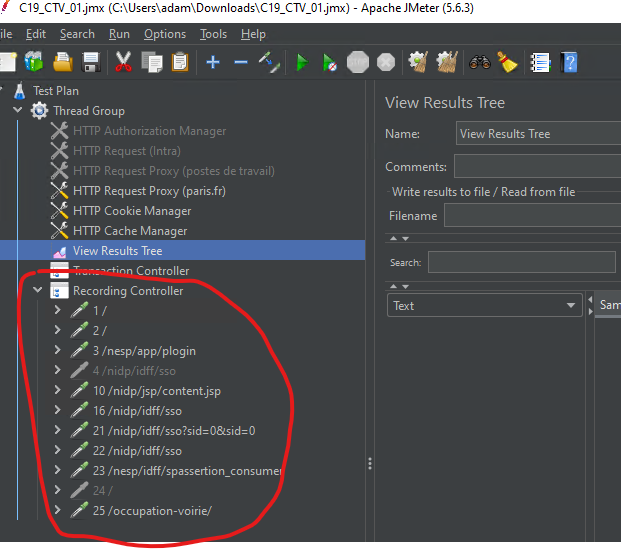 C19_CTV_01.jmx (C:\Users\adam\Downloads\C19_CTV_01.jmx) - Apache JMeter (5.6.3)
ile Edit Search Run Options Tools Help
STOP
Test Plan
Thread Group
HTTP Authorization Manager
HTTP Request (Intra)
HTTP Request Proxy (postes de travail)
HTTP Request Proxy (paris.fr)
HTTP Cookie Manager
HTTP Cache Manager
View Results Tree
Transaction Controller
Recording Controller
1 /
2 /
3 /nesp/app/plogin
4 /nidp/idff/sso
10 /nidp/jsp/content.jsp
16 /nidp/idff/sso
21 /nidp/idff/sso?sid=0&sid=0
22 /nidp/idff/sso
23 /nesp/idff/spassertion_consumer
24 /
25 /occupation-voirie/
View Results Tree
Name: View Results Tree
Comments:
Write results to file / Read from file
Filename
Search:
Text
Sam